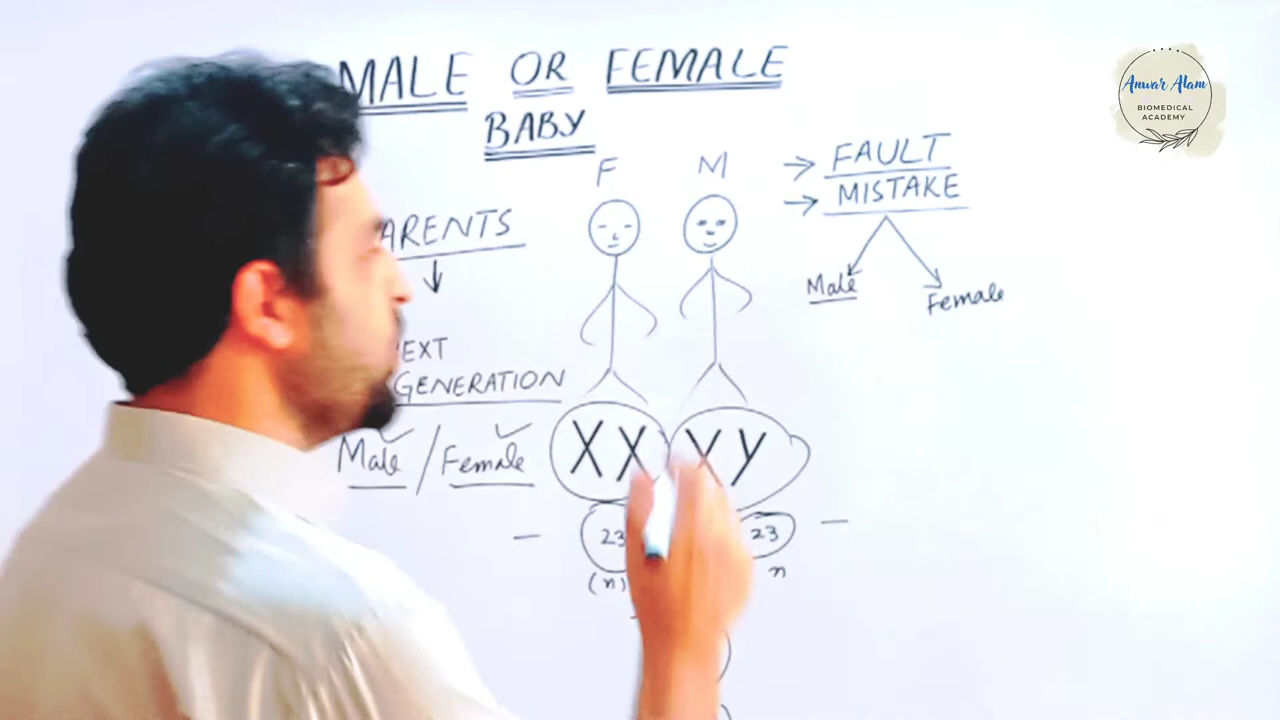 MALE OR FEMALE
BABY
F M
ARENTS
EXT
GENERATION
Male / Female
XX XY
23 23
(n) n
→ FAULT
→ MISTAKE
Male Female
Anwar Alam
BIOMEDICAL
ACADEMY